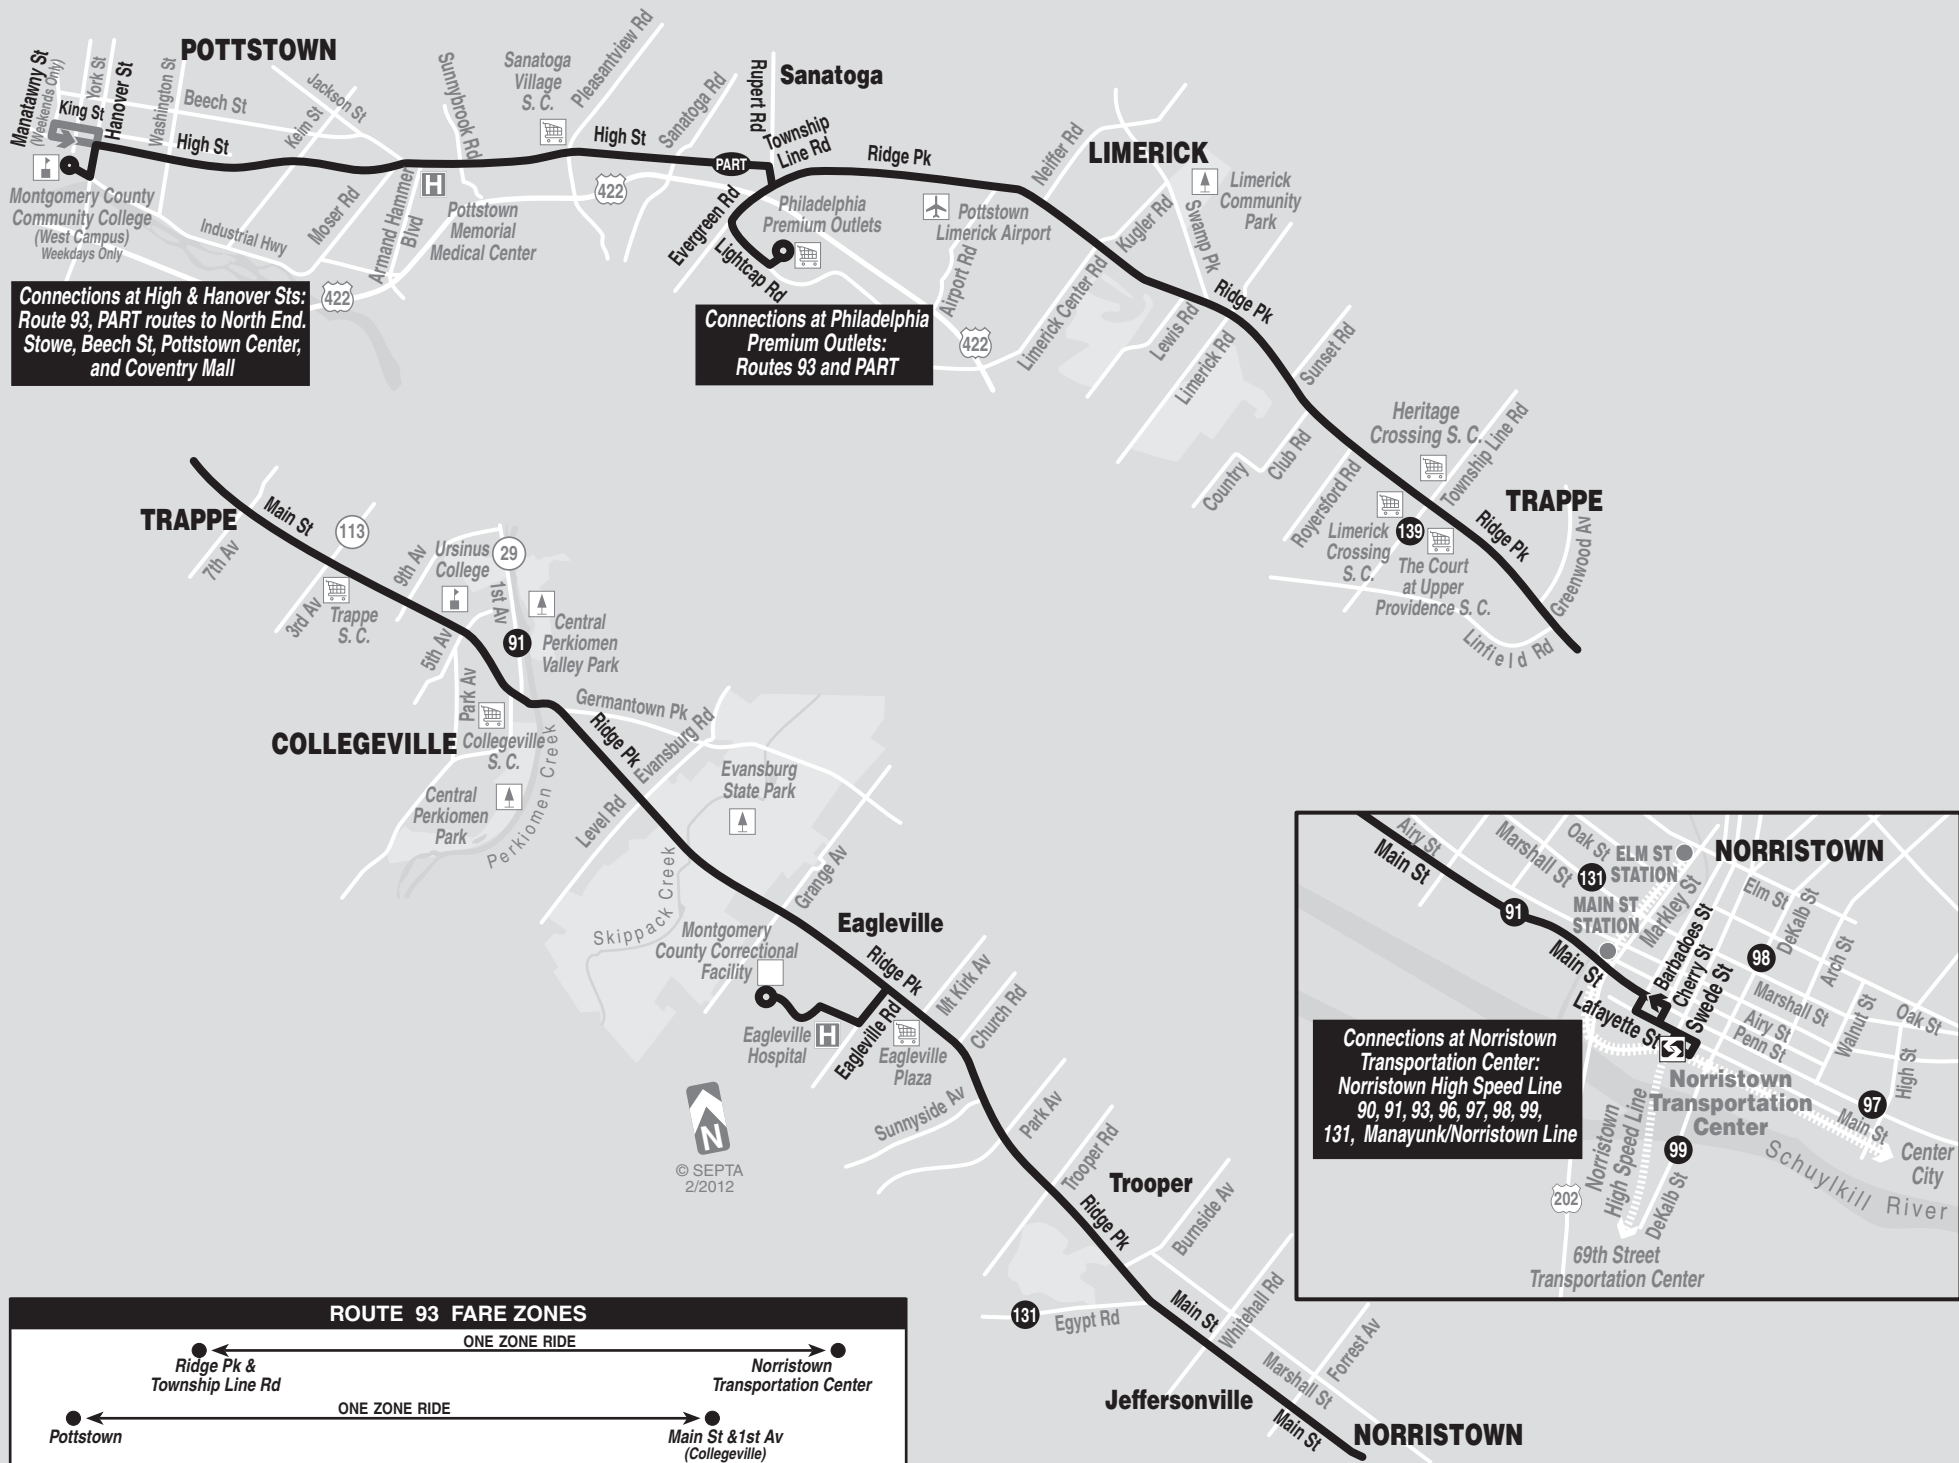 POTTSTOWN
Manatawny St
(Weekends Only)
York St
Hanover St
King St
Washington St
Beech St
Jackson St
Keim St
High St
Sunnybrook Rd
Sanatoga
Village
S. C.
Pleasantview Rd
Sanatoga Rd
High St
Rupert Rd
Sanatoga
Township
Line Rd
PART
Ridge Pk
Neiffer Rd
LIMERICK
Limerick
Community
Park
Montgomery County
Community College
(West Campus)
Weekdays Only
Industrial Hwy
Moser Rd
Armand Hammer
Blvd
H
Pottstown
Memorial
Medical Center
422
422
Evergreen Rd
Lightcap Rd
Philadelphia
Premium Outlets
Pottstown
Limerick Airport
Airport Rd
Kugler Rd
Swamp Pk
Limerick Center Rd
Lewis Rd
Limerick Rd
Ridge Pk
Sunset Rd
422
Connections at High & Hanover Sts:
Route 93, PART routes to North End.
Stowe, Beech St, Pottstown Center,
and Coventry Mall
Connections at Philadelphia
Premium Outlets:
Routes 93 and PART
Country
Club Rd
Royersford Rd
Heritage
Crossing S. C.
Township Line Rd
Limerick
Crossing
S. C.
139
The Court
at Upper
Providence S. C.
TRAPPE
Ridge Pk
Greenwood Av
Linfield Rd
TRAPPE
Main St
7th Av
113
3rd Av
Trappe
S. C.
9th Av
Ursinus
College
29
1st Av
5th Av
91
Central
Perkiomen
Valley Park
Park Av
COLLEGEVILLE
Collegeville
S. C.
Germantown Pk
Ridge Pk
Evansburg Rd
Perkiomen Creek
Central
Perkiomen
Park
Level Rd
Evansburg
State Park
Skippack Creek
Grange Av
Montgomery
County Correctional
Facility
Eagleville
Ridge Pk
Eagleville
Hospital
H
Eagleville Rd
Eagleville
Plaza
Mt Kirk Av
Church Rd
Sunnyside Av
Park Av
N
© SEPTA
2/2012
Trooper Rd
Trooper
Ridge Pk
Burnside Av
131
Egypt Rd
Main St
Whitehall Rd
Marshall St
Forrest Av
Jeffersonville
Main St
NORRISTOWN
Airy St
Main St
Marshall St
Oak St
131
ELM ST
STATION
NORRISTOWN
MAIN ST
STATION
Markley St
Elm St
DeKalb St
91
Main St
Barbadoes St
Cherry St
Swede St
98
Arch St
Lafayette St
Marshall St
Airy St
Penn St
Walnut St
Oak St
High St
Connections at Norristown
Transportation Center:
Norristown High Speed Line
90, 91, 93, 96, 97, 98, 99,
131, Manayunk/Norristown Line
Norristown
Transportation
Center
97
Main St
Center
City
99
Norristown
High Speed Line
202
DeKalb St
Schuylkill River
69th Street
Transportation Center
ROUTE 93 FARE ZONES
ONE ZONE RIDE
Ridge Pk &
Township Line Rd
Norristown
Transportation Center
ONE ZONE RIDE
Pottstown
Main St &1st Av
(Collegeville)